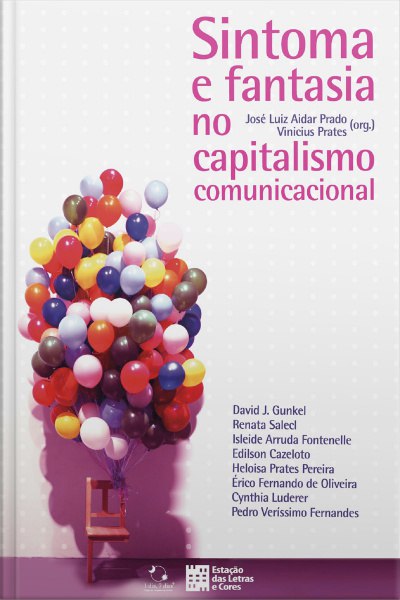 Sintoma
e fantasia
José Luiz Aidar Prado
Vinicius Prates (org.)
no
capitalismo
comunicacional
David J. Gunkel
Renata Salecl
Isleide Arruda Fontenelle
Edilson Cazeloto
Heloisa Prates Pereira
Érico Fernando de Oliveira
Cynthia Luderer
Pedro Veríssimo Fernandes
Estação
das Letras
e Cores